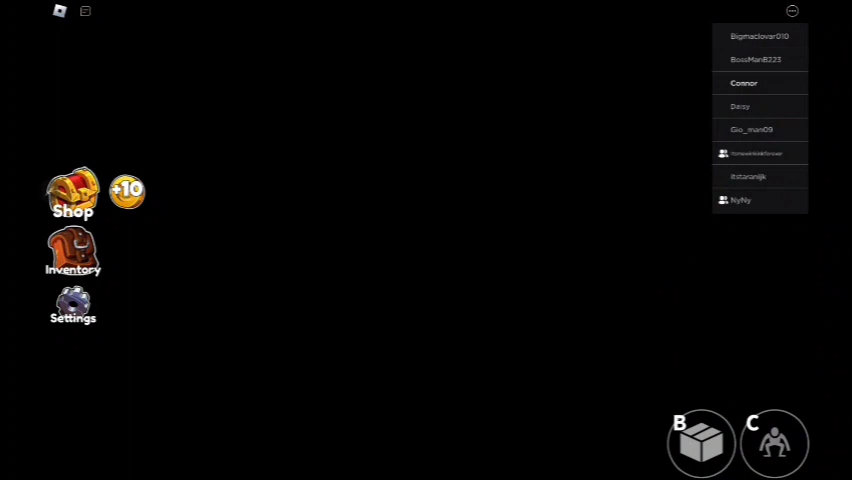 Bigmaclovar010
BossManB223
Connor
Daisy
Gio_man09
itstaranijk
NyNy
+10
Shop
Inventory
Settings
B
C